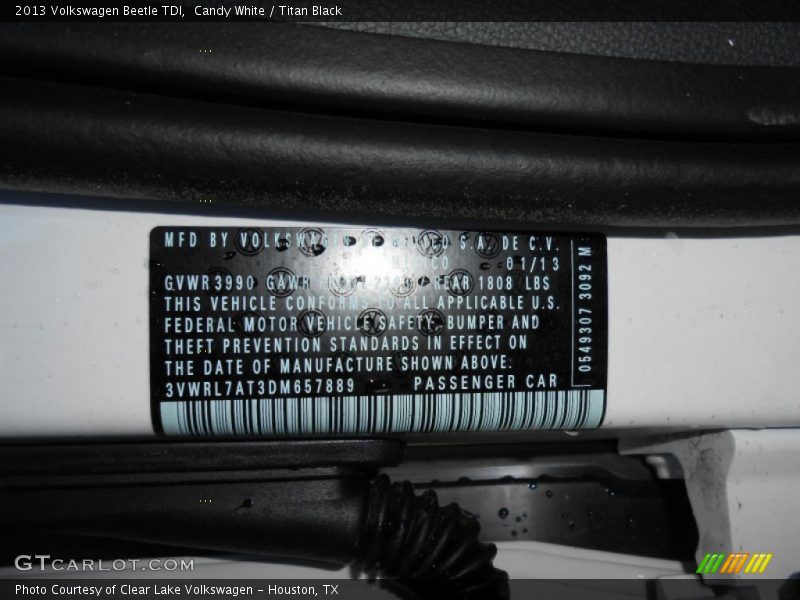 2013 Volkswagen Beetle TDI, Candy White / Titan Black
MFD BY VOLKSWAGEN DE MEXICO S.A. DE C.V.
01/13
GVWR 3990 GAWR REAR 1808 LBS
THIS VEHICLE CONFORMS TO ALL APPLICABLE U.S.
FEDERAL MOTOR VEHICLE SAFETY, BUMPER AND
THEFT PREVENTION STANDARDS IN EFFECT ON
THE DATE OF MANUFACTURE SHOWN ABOVE.
3VWRL7AT3DM657889 PASSENGER CAR
0549307 3092 M
GTCARLOT.COM
Photo Courtesy of Clear Lake Volkswagen - Houston, TX